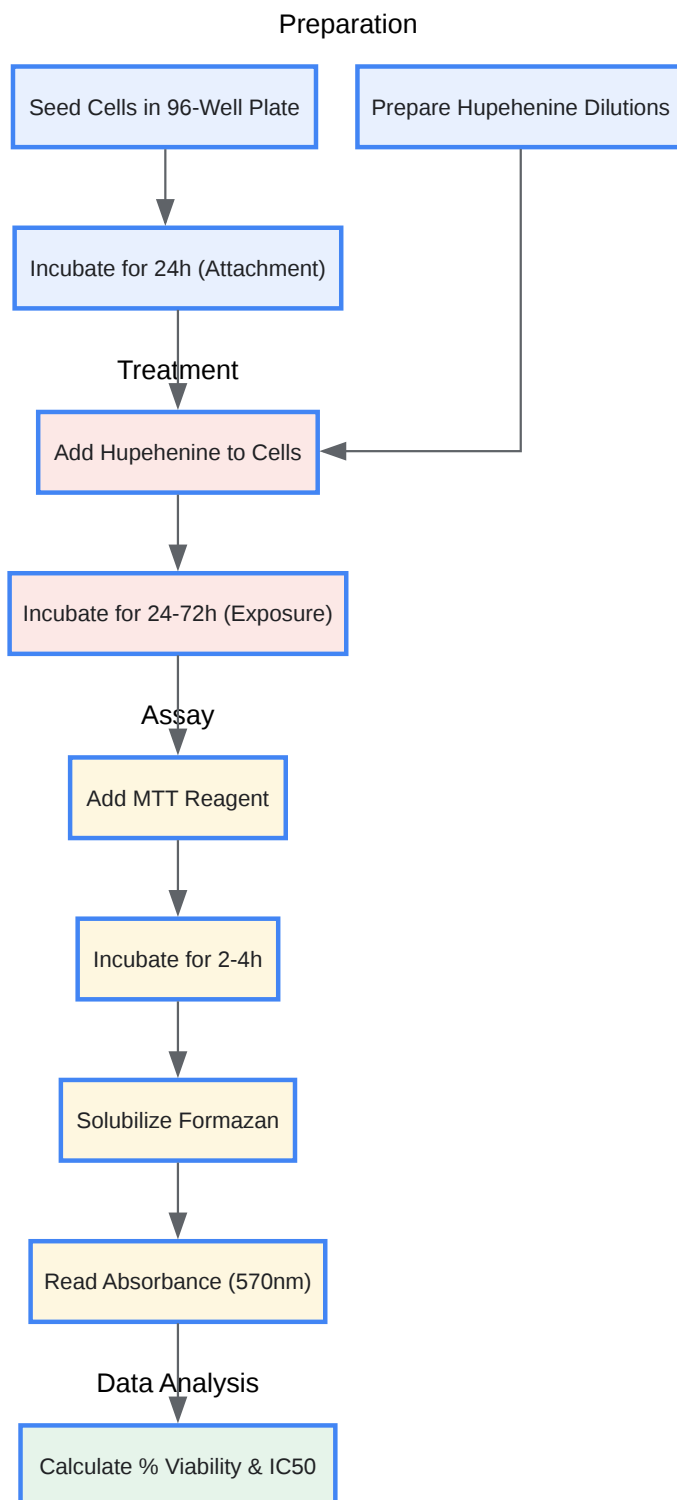 Preparation
Seed Cells in 96-Well Plate
Prepare Hupehenine Dilutions
Incubate for 24h (Attachment)
Treatment
Add Hupehenine to Cells
Incubate for 24-72h (Exposure)
Assay
Add MTT Reagent
Incubate for 2-4h
Solubilize Formazan
Read Absorbance (570nm)
Data Analysis
Calculate % Viability & IC50